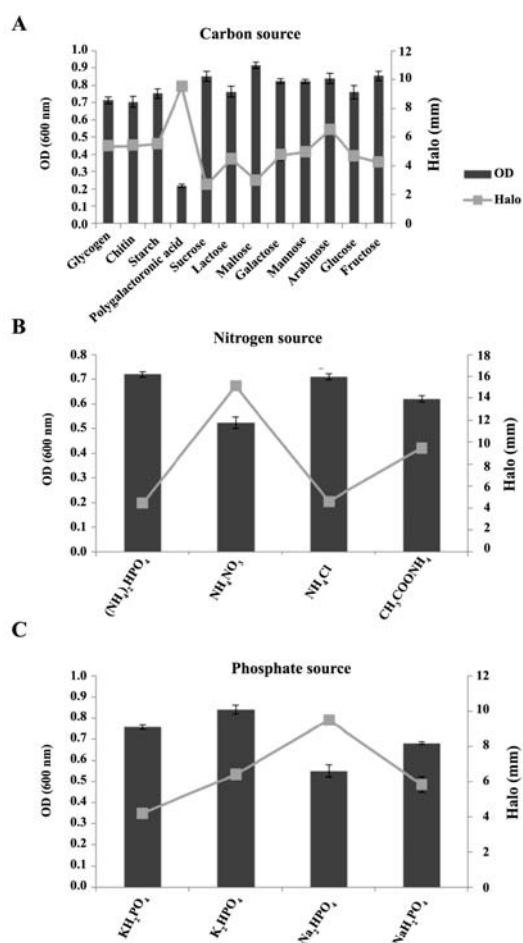 A
Carbon source
OD (600 nm)
1.0
0.9
0.8
0.7
0.6
0.5
0.4
0.3
0.2
0.1
0.0
12
10
8
6
4
2
0
Halo (mm)
Glycogen
Chitin
Starch
Polygalactoronic acid
Sucrose
Lactose
Maltose
Galactose
Mannose
Arabinose
Glucose
Fructose
OD
Halo
B
Nitrogen source
OD (600 nm)
0.8
0.7
0.6
0.5
0.4
0.3
0.2
0.1
0.0
18
16
14
12
10
8
6
4
2
0
Halo (mm)
(NH₄)₂HPO₄
NH₄NO₃
NH₄Cl
CH₃COONH₄
C
Phosphate source
OD (600 nm)
1.0
0.9
0.8
0.7
0.6
0.5
0.4
0.3
0.2
0.1
0.0
12
10
8
6
4
2
0
Halo (mm)
KH₂PO₄
K₂HPO₄
Na₂HPO₄
NaH₂PO₄